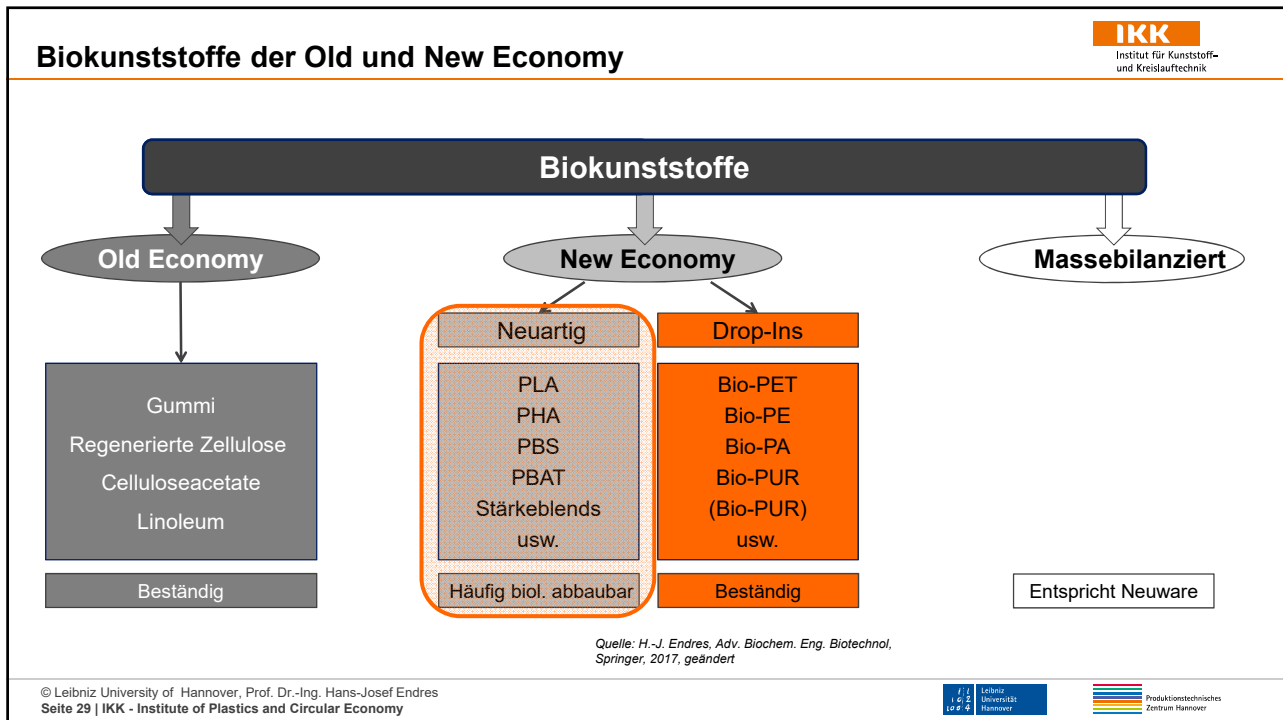 Biokunststoffe der Old und New Economy
IKK
Institut für Kunststoff-
und Kreislauftechnik
Biokunststoffe
Old Economy
New Economy
Massebilanziert
Neuartig
Drop-Ins
Gummi
Regenerierte Zellulose
Celluloseacetate
Linoleum
PLA
PHA
PBS
PBAT
Stärkeblends
usw.
Bio-PET
Bio-PE
Bio-PA
Bio-PUR
(Bio-PUR)
usw.
Beständig
Häufig biol. abbaubar
Beständig
Entspricht Neuware
Quelle: H.-J. Endres, Adv. Biochem. Eng. Biotechnol,
Springer, 2017, geändert
© Leibniz University of Hannover, Prof. Dr.-Ing. Hans-Josef Endres
Seite 29 | IKK - Institute of Plastics and Circular Economy
Leibniz
Universität
Hannover
Produktionstechnisches
Zentrum Hannover